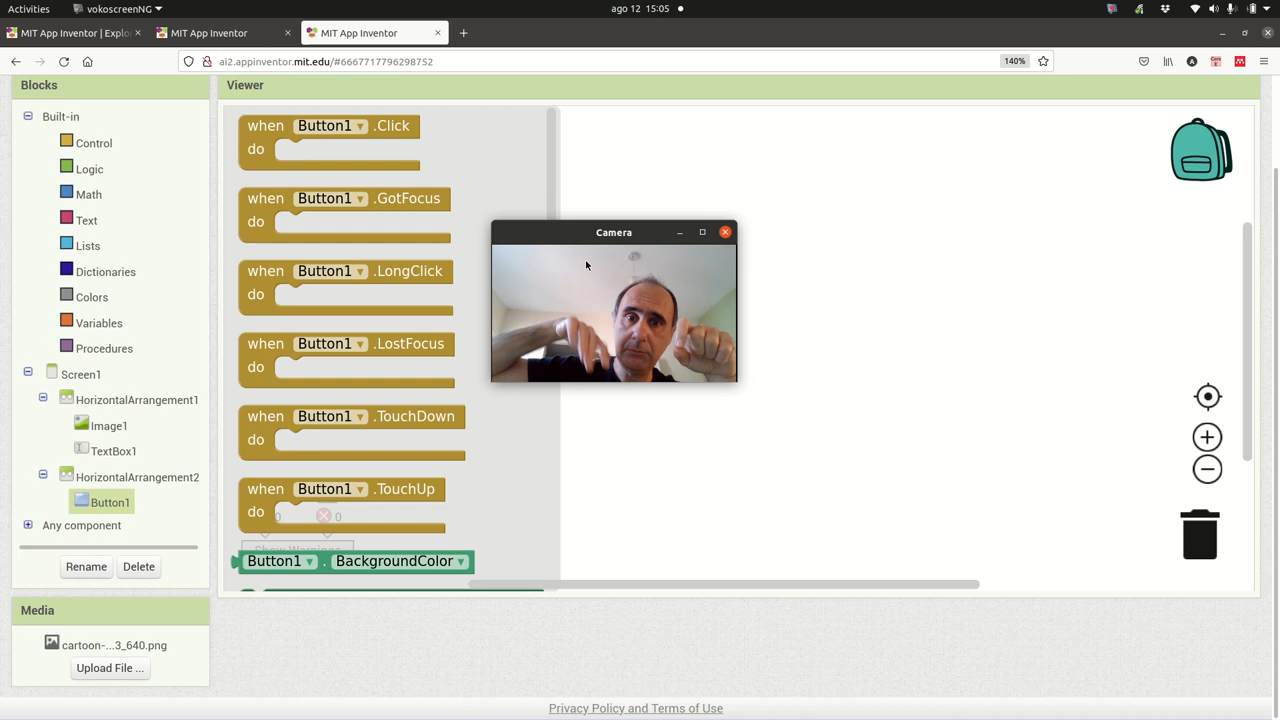 Activities
vokoscreenNG
ago 12 15:05
MIT App Inventor | Explo
MIT App Inventor
MIT App Inventor
ai2.appinventor.mit.edu/#6667717796298752
140%
Blocks
Viewer
Built-in
Control
Logic
Math
Text
Lists
Dictionaries
Colors
Variables
Procedures
Screen1
HorizontalArrangement1
Image1
TextBox1
HorizontalArrangement2
Button1
Any component
Rename
Delete
Media
cartoon-...3_640.png
Upload File ...
when Button1 .Click
do
when Button1 .GotFocus
do
when Button1 .LongClick
do
when Button1 .LostFocus
do
when Button1 .TouchDown
do
when Button1 .TouchUp
do
0 0
Show Warnings
Button1 . BackgroundColor
Camera
Privacy Policy and Terms of Use